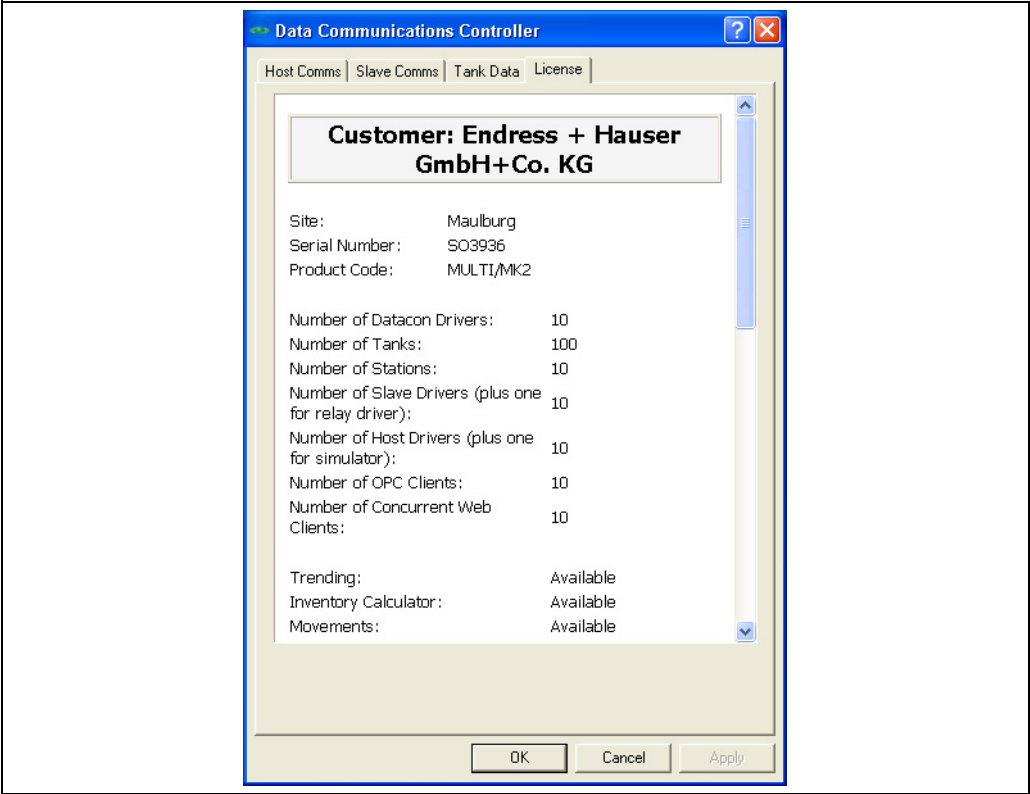 Data Communications Controller
Host Comms Slave Comms Tank Data License
Customer: Endress + Hauser
GmbH+Co. KG
Site: Maulburg
Serial Number: SO3936
Product Code: MULTI/MK2
Number of Datacon Drivers: 10
Number of Tanks: 100
Number of Stations: 10
Number of Slave Drivers (plus one
for relay driver): 10
Number of Host Drivers (plus one
for simulator): 10
Number of OPC Clients: 10
Number of Concurrent Web
Clients: 10
Trending: Available
Inventory Calculator: Available
Movements: Available
OK Cancel Apply